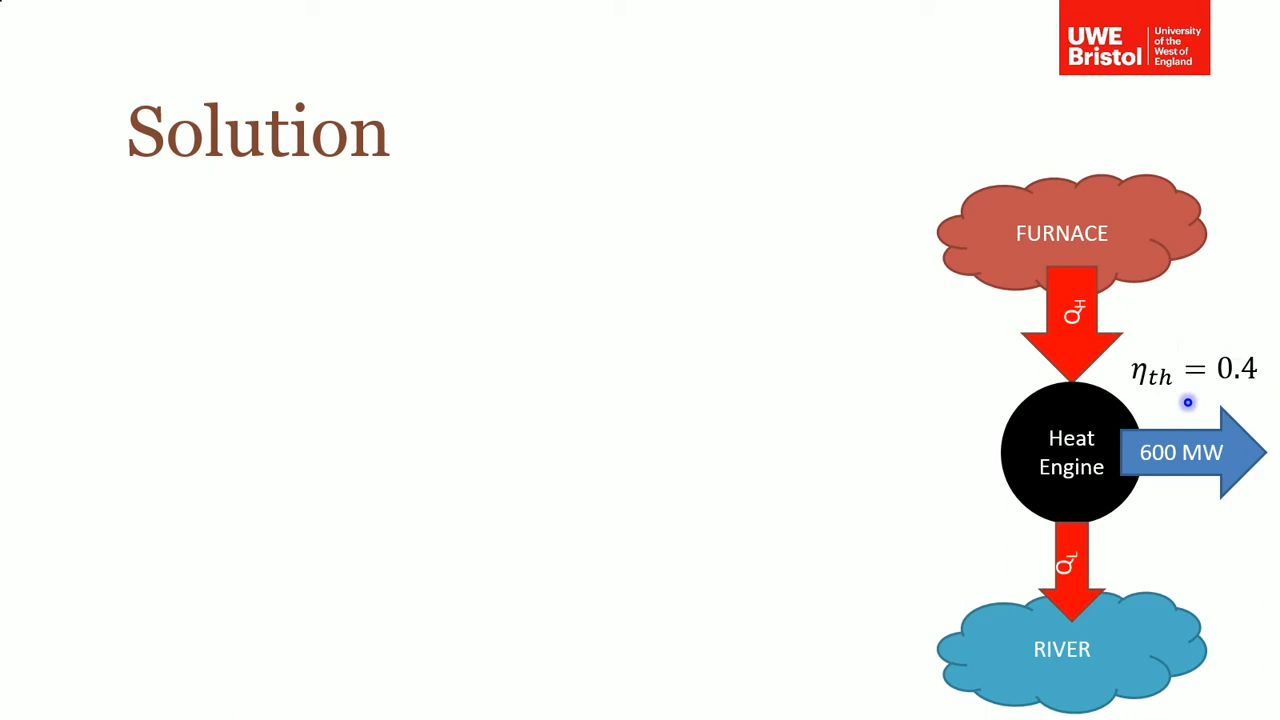 UWE
Bristol
University
of the
West of
England
Solution
FURNACE
Q_H
η_th = 0.4
Heat
Engine
600 MW
Q_L
RIVER